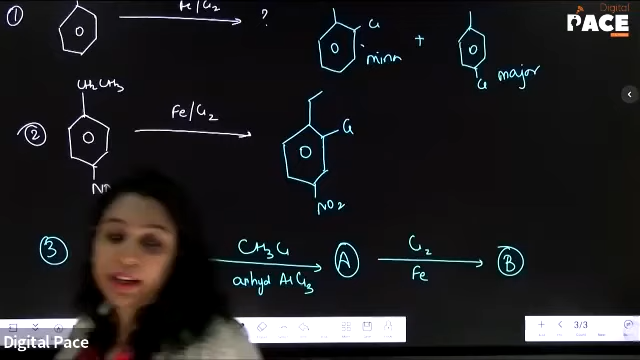 ① Fe/Cl2 ? Cl + minor Cl major
Digital
PACE
② CH2CH3 Fe/Cl2 Cl
NO2
③ CH3Cl A Cl2 B
anhyd AlCl3 Fe
3/3
Digital Pace